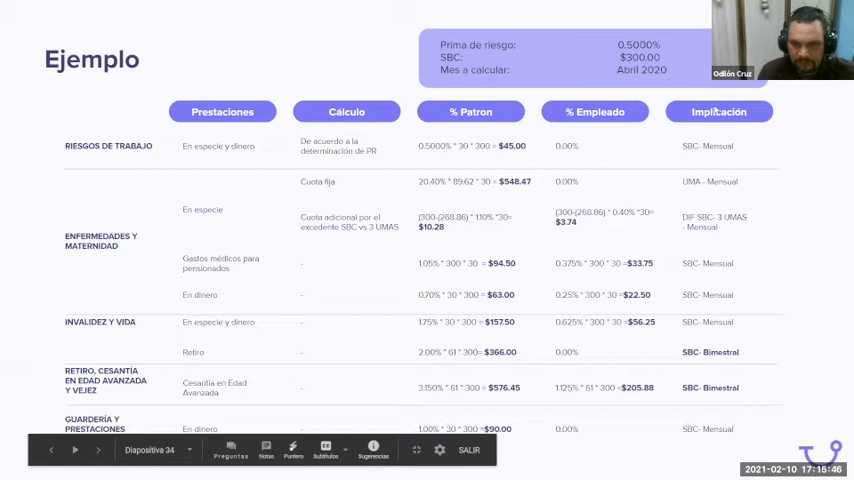 Ejemplo
Prima de riesgo: 0.5000%
SBC: $300.00
Mes a calcular: Abril 2020
Odilón Cruz
Prestaciones Cálculo % Patron % Empleado Implicación
RIESGOS DE TRABAJO En especie y dinero De acuerdo a la determinación de PR 0.5000% * 30 * 300 = $45.00 0.00% SBC- Mensual
Cuota fija 20.40% * 89.62 * 30 = $548.47 0.00% UMA - Mensual
ENFERMEDADES Y MATERNIDAD
En especie
Cuota adicional por el excedente SBC vs 3 UMAS (300-(268.86) * 1.10% *30= $10.28 (300-(268.86) * 0.40% *30= $3.74 DIF SBC- 3 UMAS - Mensual
Gastos médicos para pensionados - 1.05% * 300 * 30 = $94.50 0.375% * 300 * 30 =$33.75 SBC- Mensual
En dinero - 0.70% * 30 * 300= $63.00 0.25% * 300 * 30 =$22.50 SBC- Mensual
INVALIDEZ Y VIDA En especie y dinero - 1.75% * 30 * 300= $157.50 0.625% * 300 * 30 =$56.25 SBC- Mensual
Retiro - 2.00% * 61 * 300= $366.00 0.00% SBC- Bimestral
RETIRO, CESANTÍA EN EDAD AVANZADA Y VEJEZ Cesantía en Edad Avanzada - 3.150% * 61 * 300 = $576.45 1.125% * 61 * 300 =$205.88 SBC- Bimestral
GUARDERÍA Y PRESTACIONES En dinero - 1.00% * 30 * 300=$90.00 0.00% SBC- Mensual
Diapositiva 34 Preguntas Notas Puntero CC Subtítulos Sugerencias SALIR
2021-02-10 17:15:46